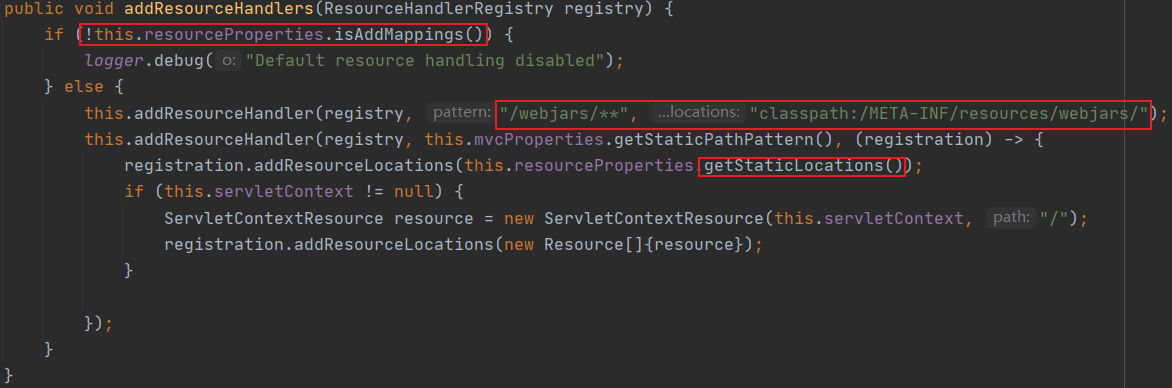 public void addResourceHandlers(ResourceHandlerRegistry registry) {
    if (!this.resourceProperties.isAddMappings()) {
        logger.debug( o: "Default resource handling disabled");
    } else {
        this.addResourceHandler(registry, pattern: "/webjars/**", ...locations: "classpath:/META-INF/resources/webjars/");
        this.addResourceHandler(registry, this.mvcProperties.getStaticPathPattern(), (registration) -> {
            registration.addResourceLocations(this.resourceProperties.getStaticLocations());
            if (this.servletContext != null) {
                ServletContextResource resource = new ServletContextResource(this.servletContext, path: "/");
                registration.addResourceLocations(new Resource[]{resource});
            }
        });
    }
}